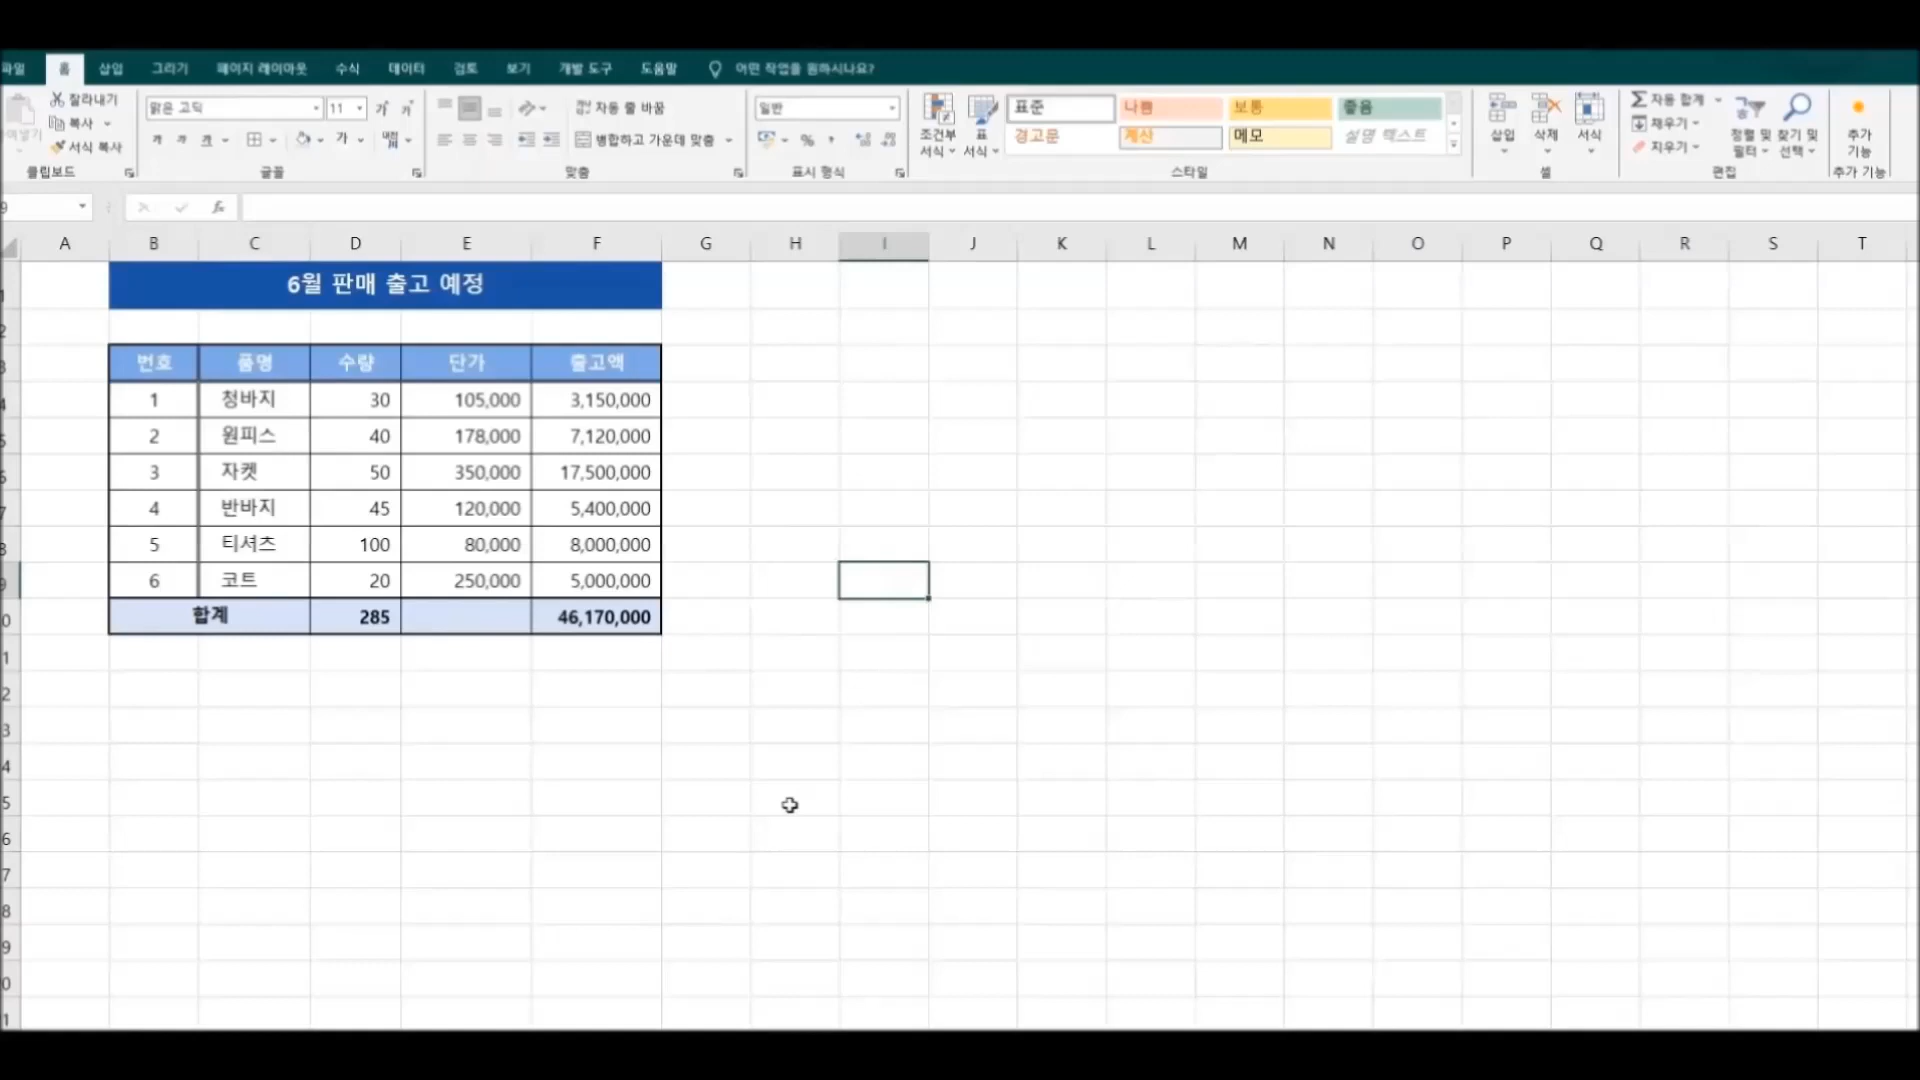 파일 홈 삽입 그리기 페이지 레이아웃 수식 데이터 검토 보기 개발 도구 도움말 어떤 작업을 원하시나요?
잘라내기
복사
서식 복사
클립보드
맑은 고딕 11 가 가
가 가 가 가
글꼴
자동 줄 바꿈
병합하고 가운데 맞춤
맞춤
일반
%
표시 형식
조건부 서식
표 서식
표준 나쁨 보통 좋음
경고문 계산 메모 설명 텍스트
스타일
삽입 삭제 서식
셀
자동 합계
채우기
지우기
정렬 및 필터
찾기 및 선택
편집
추가 기능
추가 기능
fx
A B C D E F G H I J K L M N O P Q R S T
6월 판매 출고 예정
번호 품명 수량 단가 출고액
1 청바지 30 105,000 3,150,000
2 원피스 40 178,000 7,120,000
3 자켓 50 350,000 17,500,000
4 반바지 45 120,000 5,400,000
5 티셔츠 100 80,000 8,000,000
6 코트 20 250,000 5,000,000
합계 285 46,170,000